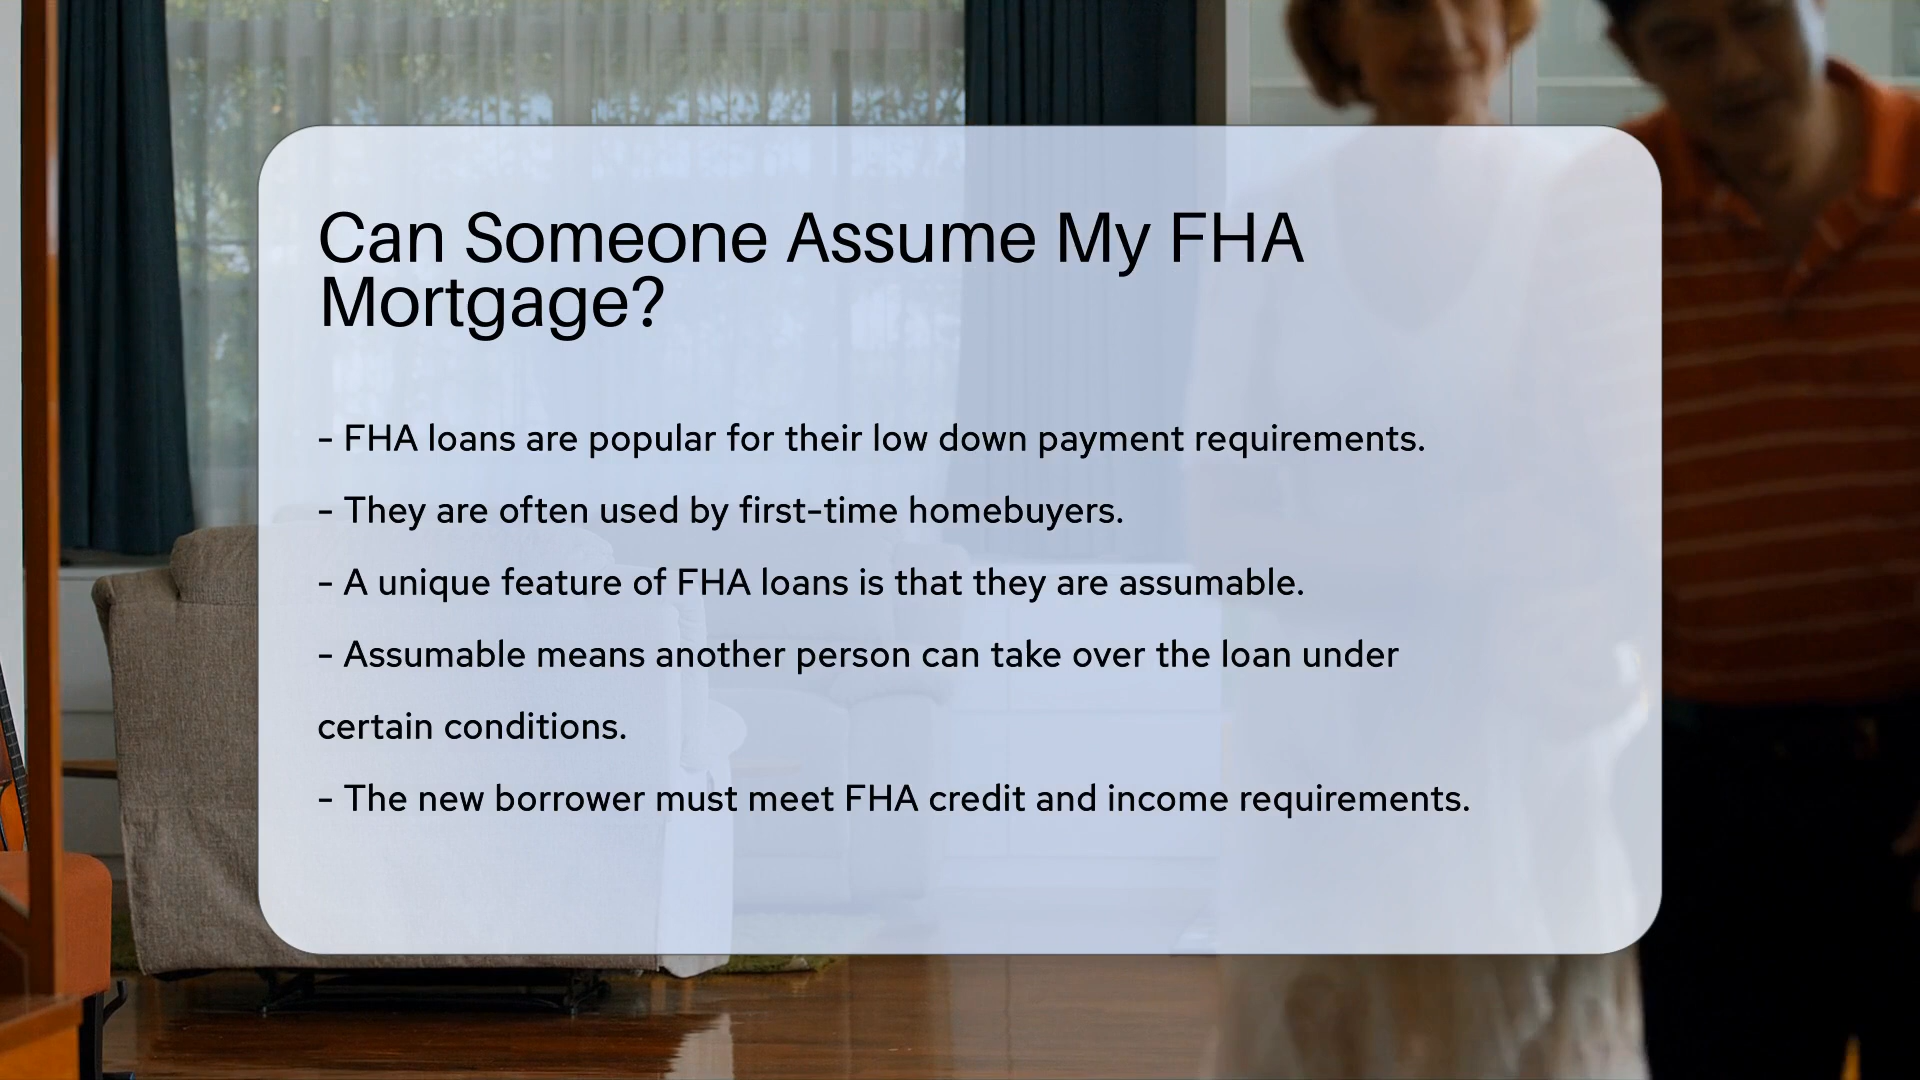 Can Someone Assume My FHA
Mortgage?
- FHA loans are popular for their low down payment requirements.
- They are often used by first-time homebuyers.
- A unique feature of FHA loans is that they are assumable.
- Assumable means another person can take over the loan under
certain conditions.
- The new borrower must meet FHA credit and income requirements.